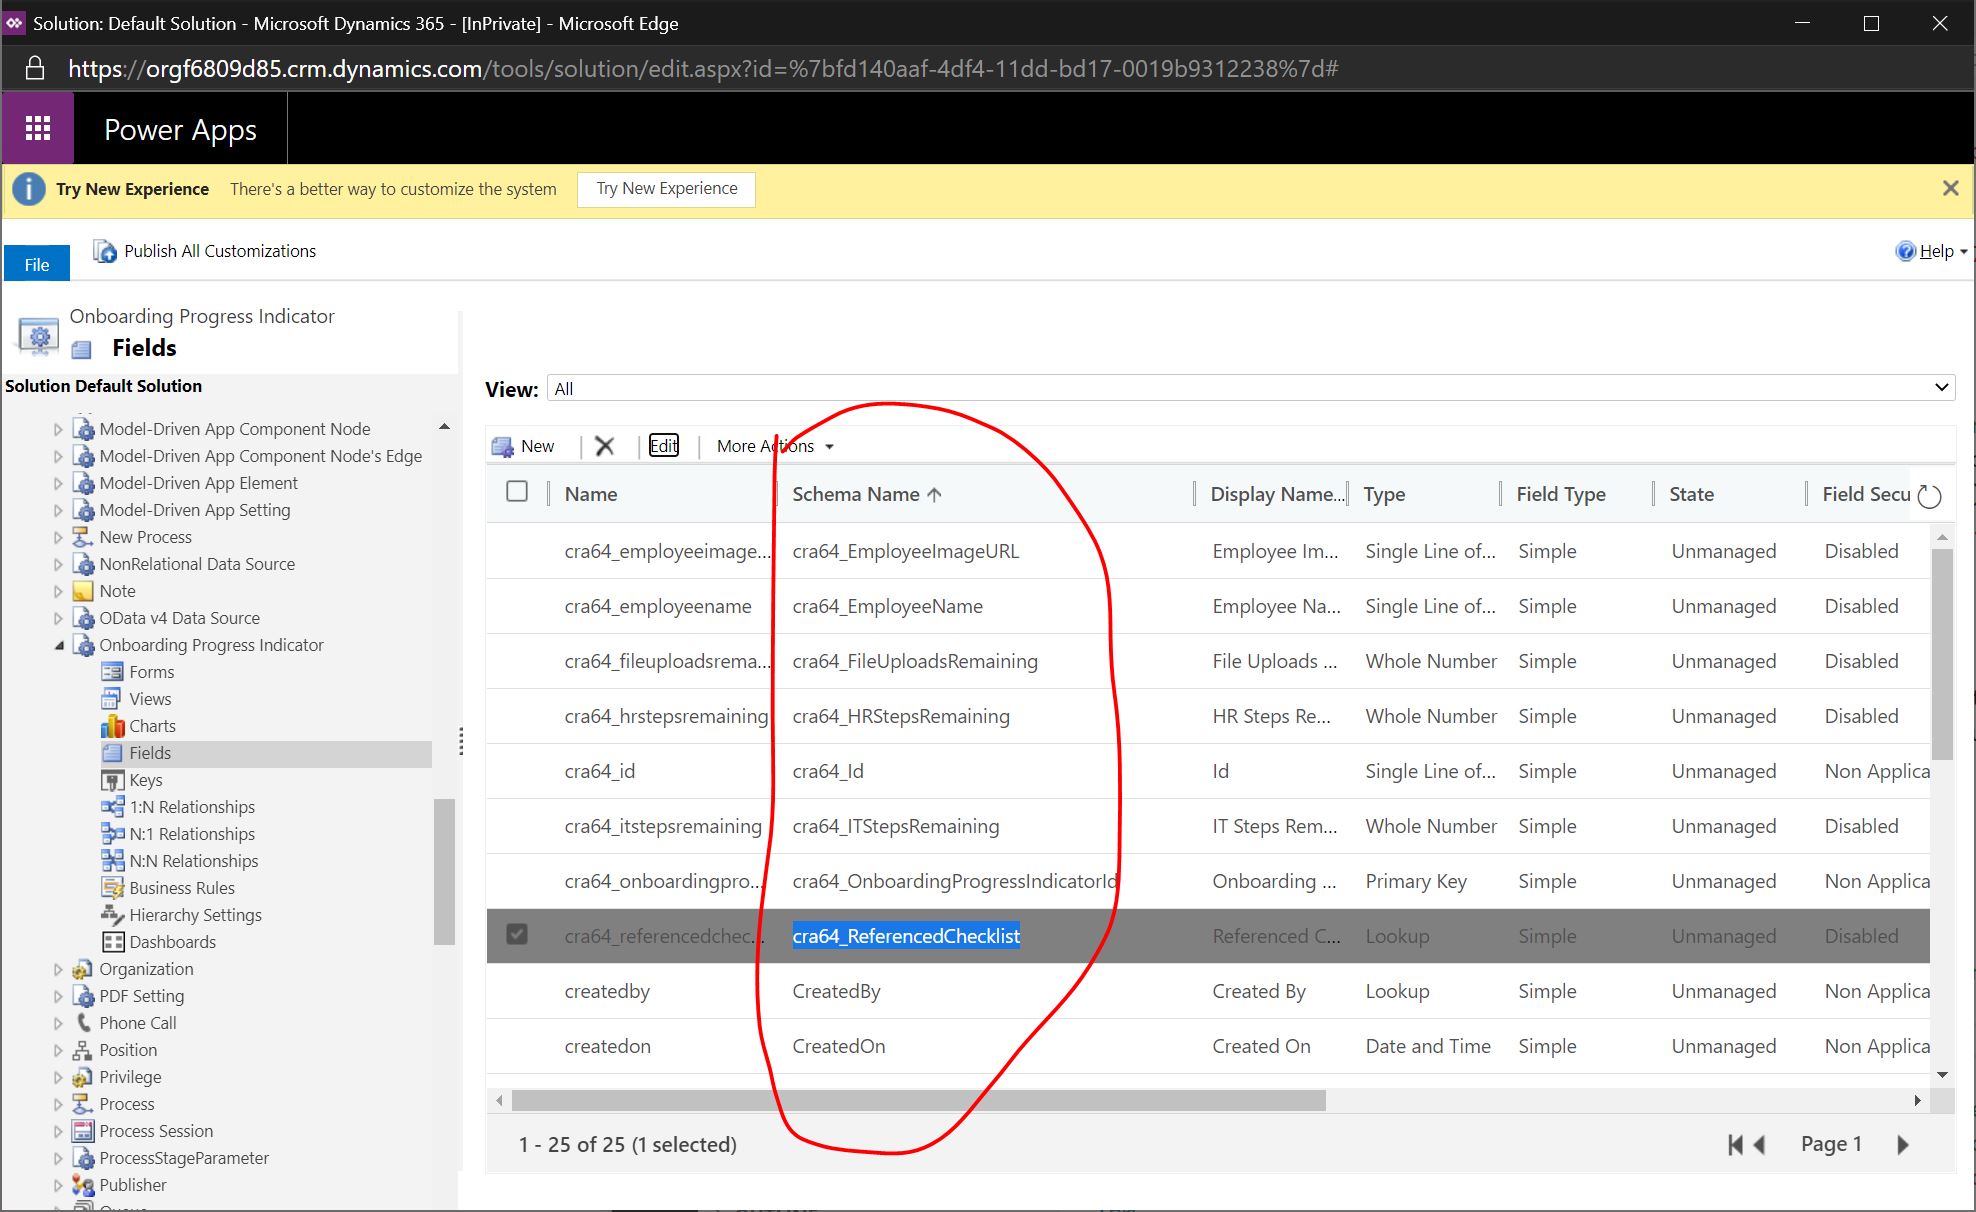 Solution: Default Solution - Microsoft Dynamics 365 - [InPrivate] - Microsoft Edge
https://orgf6809d85.crm.dynamics.com/tools/solution/edit.aspx?id=%7bfd140aaf-4df4-11dd-bd17-0019b9312238%7d#
Power Apps
Try New Experience There's a better way to customize the system Try New Experience
File Publish All Customizations Help
Onboarding Progress Indicator
Fields
Solution Default Solution
Model-Driven App Component Node
Model-Driven App Component Node's Edge
Model-Driven App Element
Model-Driven App Setting
New Process
NonRelational Data Source
Note
OData v4 Data Source
Onboarding Progress Indicator
Forms
Views
Charts
Fields
Keys
1:N Relationships
N:1 Relationships
N:N Relationships
Business Rules
Hierarchy Settings
Dashboards
Organization
PDF Setting
Phone Call
Position
Privilege
Process
Process Session
ProcessStageParameter
Publisher
View: All
New Edit More Actions
Name Schema Name Display Name... Type Field Type State Field Secu
cra64_employeeimage... cra64_EmployeeImageURL Employee Im... Single Line of... Simple Unmanaged Disabled
cra64_employeename cra64_EmployeeName Employee Na... Single Line of... Simple Unmanaged Disabled
cra64_fileuploadsrema... cra64_FileUploadsRemaining File Uploads ... Whole Number Simple Unmanaged Disabled
cra64_hrstepsremaining cra64_HRStepsRemaining HR Steps Re... Whole Number Simple Unmanaged Disabled
cra64_id cra64_Id Id Single Line of... Simple Unmanaged Non Applica
cra64_itstepsremaining cra64_ITStepsRemaining IT Steps Rem... Whole Number Simple Unmanaged Disabled
cra64_onboardingpro... cra64_OnboardingProgressIndicatorId Onboarding ... Primary Key Simple Unmanaged Non Applica
cra64_referencedchec... cra64_ReferencedChecklist Referenced C... Lookup Simple Unmanaged Disabled
createdby CreatedBy Created By Lookup Simple Unmanaged Non Applica
createdon CreatedOn Created On Date and Time Simple Unmanaged Non Applica
1 - 25 of 25 (1 selected) Page 1